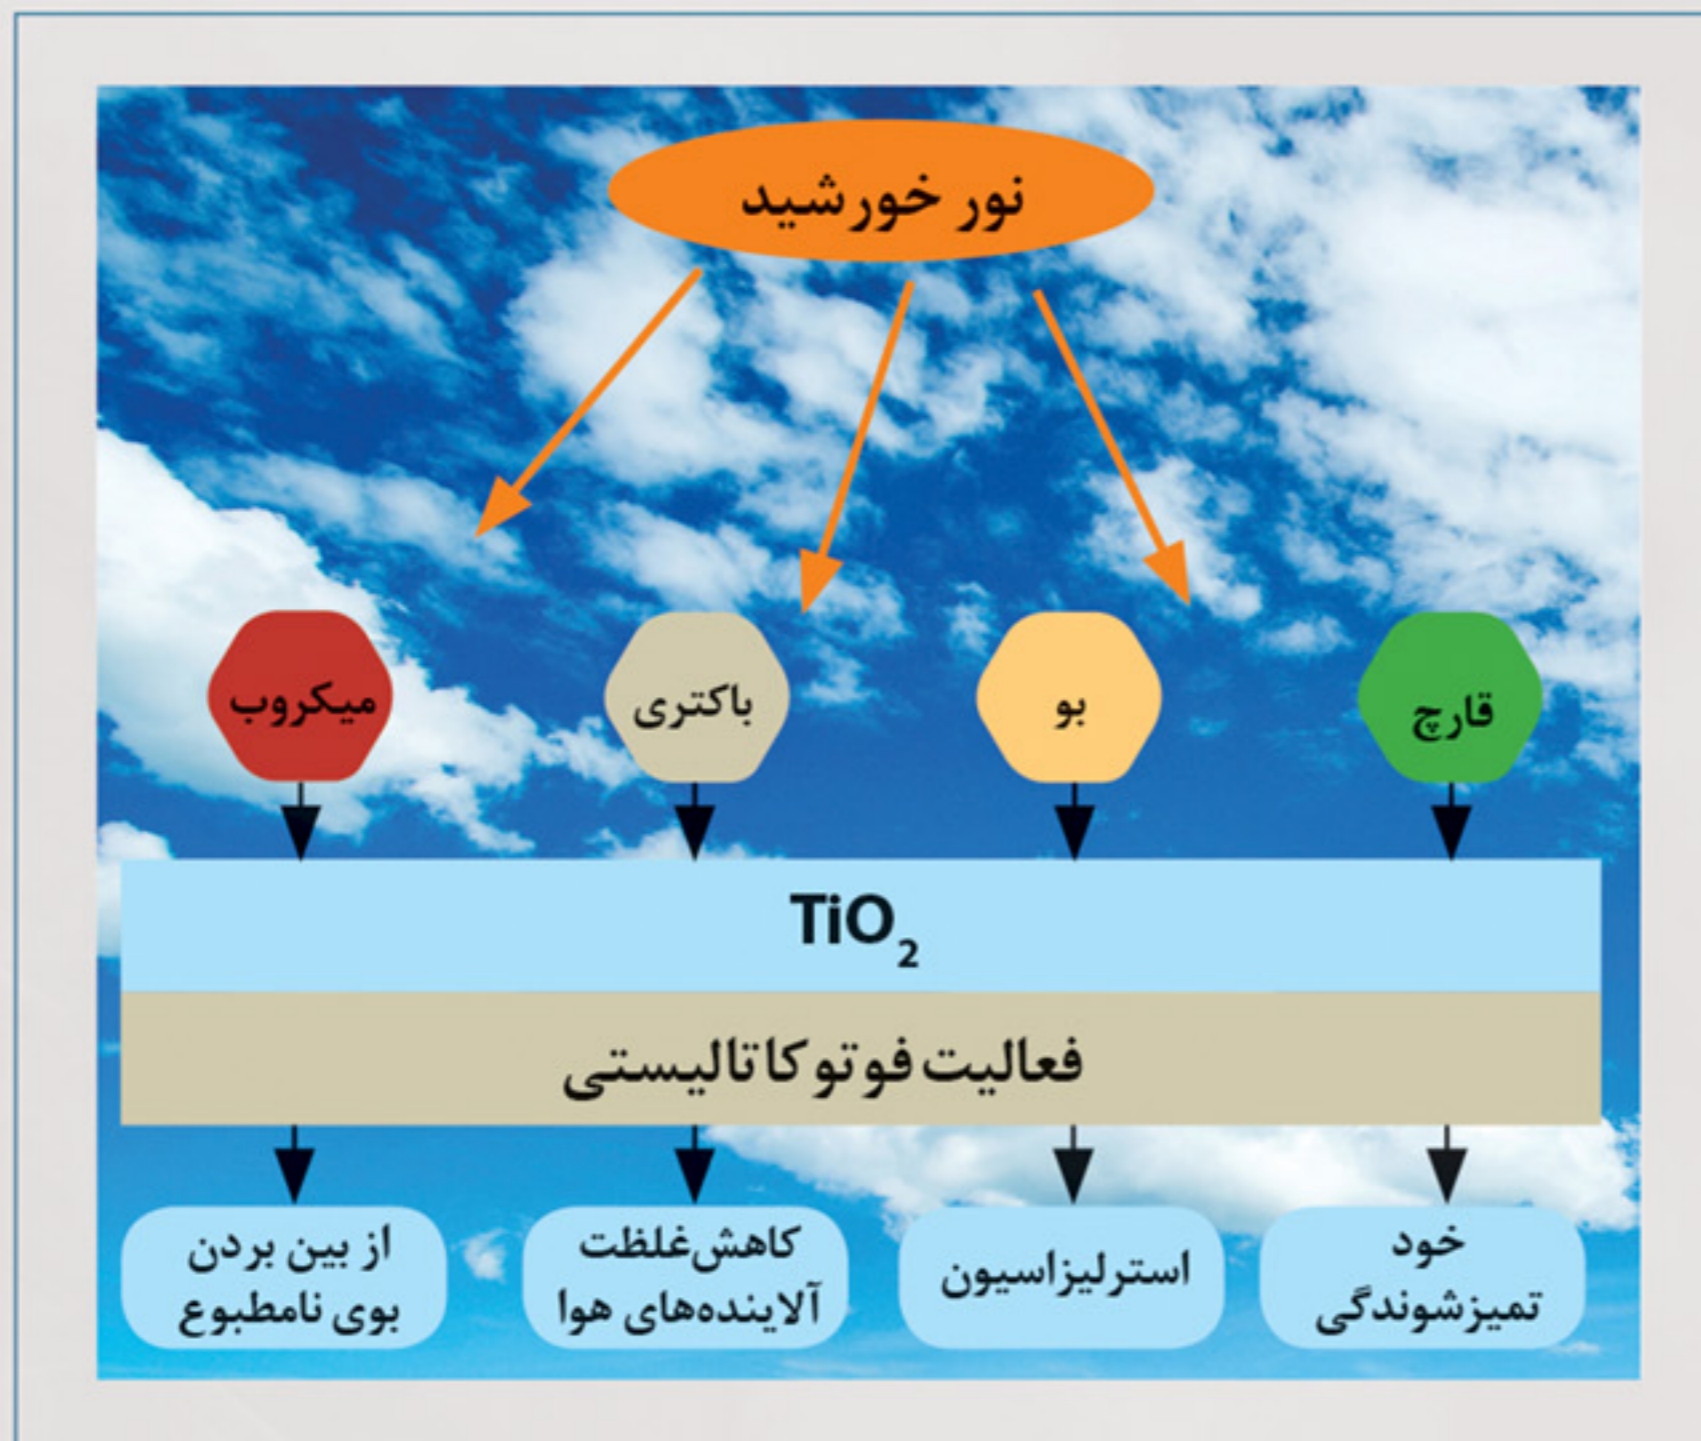 نور خورشید
قارچ
بو
باکتری
میکروب
TiO2
فعالیت فوتوکاتالیستی
خود
تمیزشوندگی
استرلیزاسیون
کاهش غلظت
آلاینده‌های هوا
از بین بردن
بوی نامطبوع